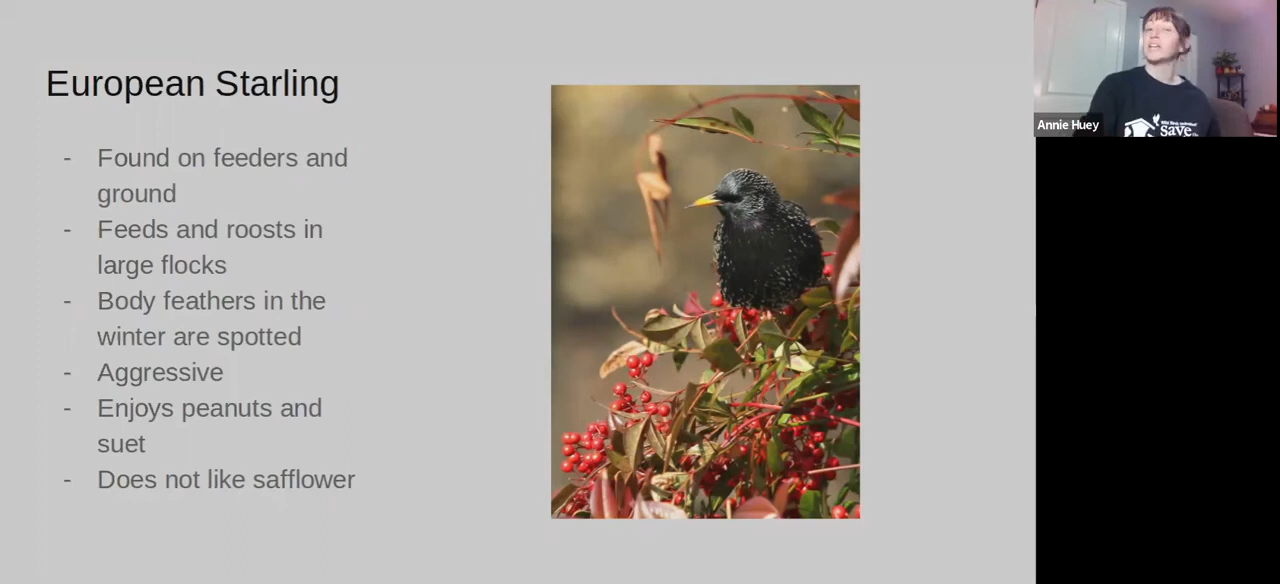 European Starling
- Found on feeders and
ground
- Feeds and roosts in
large flocks
- Body feathers in the
winter are spotted
- Aggressive
- Enjoys peanuts and
suet
- Does not like safflower
Annie Huey
save